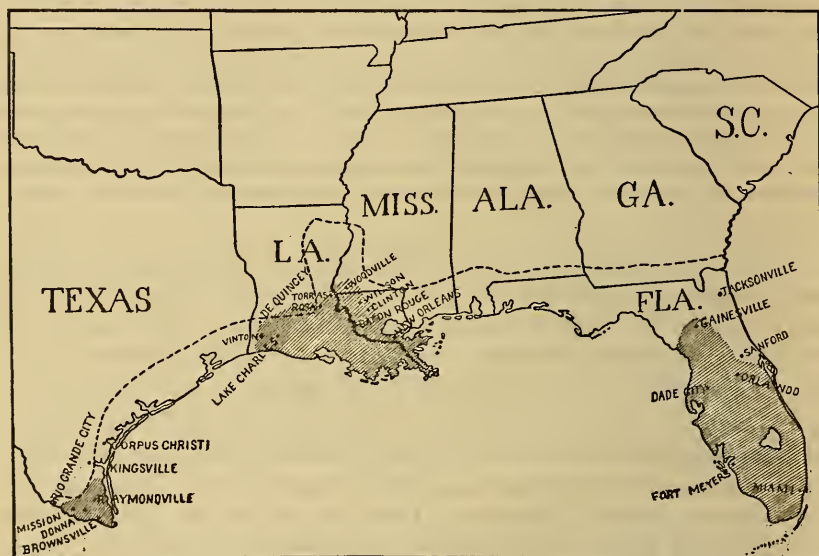 S.C.
MISS.
ALA.
GA.
LA.
TEXAS
FLA.
DE QUINCEY
TORRAS
ROSA
WOODVILLE
WILSON
CLINTON
BATON ROUGE
NEW ORLEANS
VINTON
LAKE CHARLES
JACKSONVILLE
GAINESVILLE
SANFORD
ORLANDO
DADE CITY
FORT MEYER
MIAMI
RIO GRANDE CITY
CORPUS CHRISTI
KINGSVILLE
RAYMONDVILLE
MISSION
DONNA
BROWNSVILLE